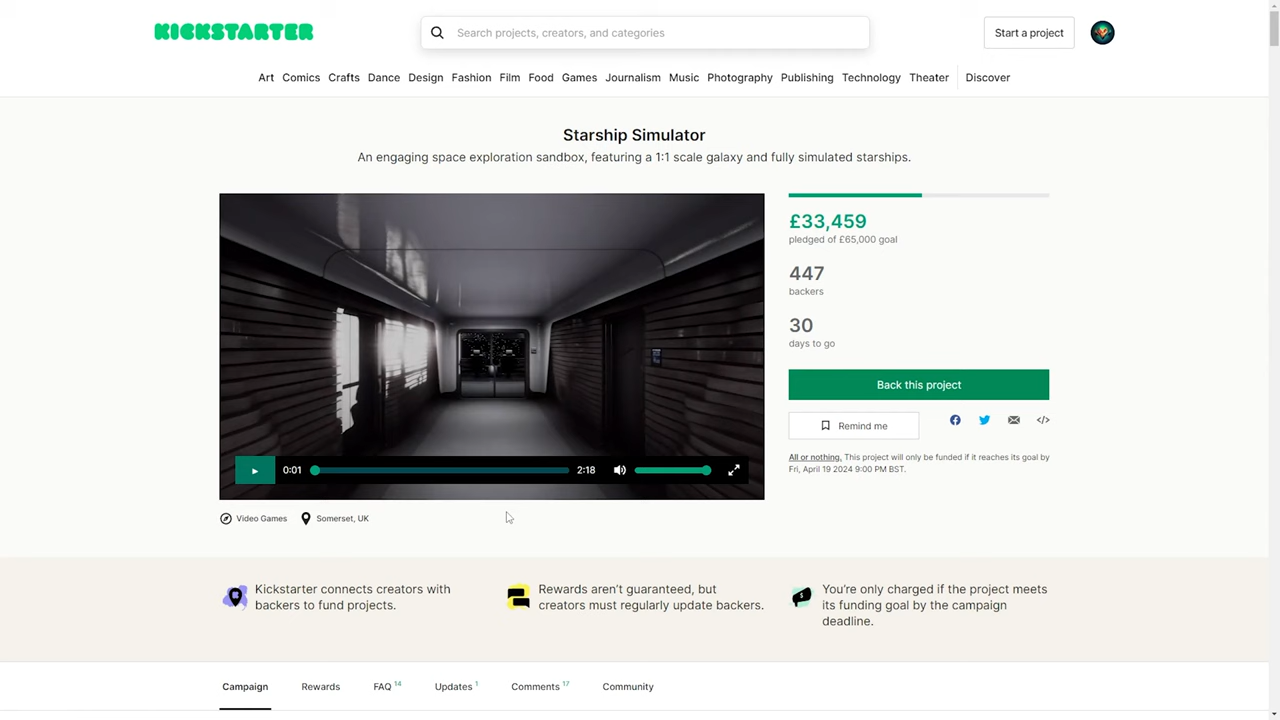 KICKSTARTER
Search projects, creators, and categories
Start a project
Art Comics Crafts Dance Design Fashion Film Food Games Journalism Music Photography Publishing Technology Theater Discover
Starship Simulator
An engaging space exploration sandbox, featuring a 1:1 scale galaxy and fully simulated starships.
£33,459
pledged of £65,000 goal
447
backers
30
days to go
Back this project
Remind me
All or nothing. This project will only be funded if it reaches its goal by
Fri, April 19 2024 9:00 PM BST.
0:01
2:18
Video Games
Somerset, UK
Kickstarter connects creators with
backers to fund projects.
Rewards aren't guaranteed, but
creators must regularly update backers.
You're only charged if the project meets
its funding goal by the campaign
deadline.
Campaign Rewards FAQ 14 Updates 1 Comments 17 Community